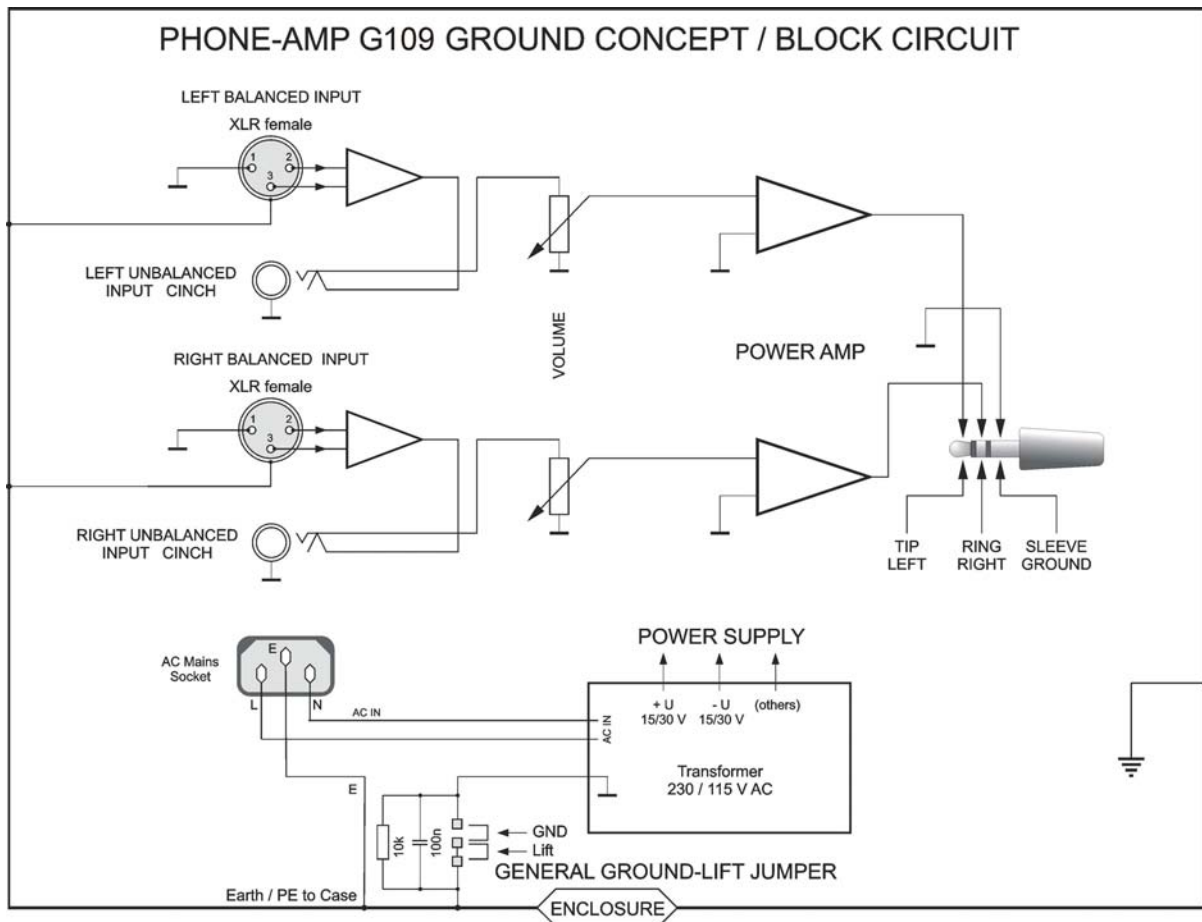 PHONE-AMP G109 GROUND CONCEPT / BLOCK CIRCUIT
LEFT BALANCED INPUT
XLR female
1
2
3
LEFT UNBALANCED
INPUT CINCH
VOLUME
POWER AMP
RIGHT BALANCED INPUT
XLR female
1
2
3
RIGHT UNBALANCED
INPUT CINCH
TIP
LEFT
RING
RIGHT
SLEEVE
GROUND
AC Mains
Socket
E
L
N
AC IN
E
POWER SUPPLY
+ U
15/30 V
- U
15/30 V
(others)
AC IN
Transformer
230 / 115 V AC
10k
100n
GND
Lift
GENERAL GROUND-LIFT JUMPER
Earth / PE to Case
ENCLOSURE